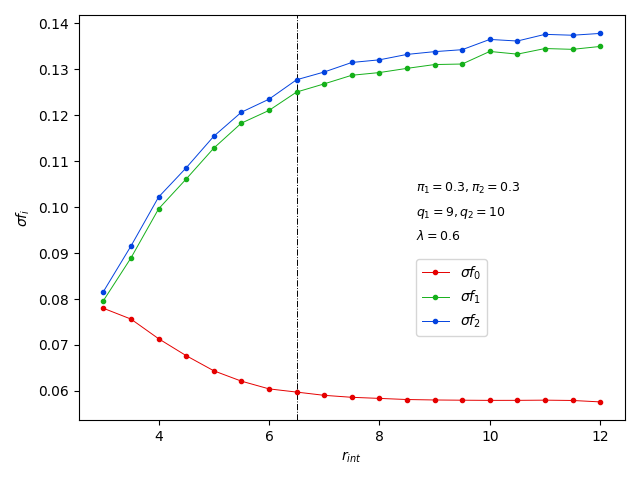 0.14
0.13
0.12
0.11
0.10
0.09
0.08
0.07
0.06
σf_i
π_1 = 0.3, π_2 = 0.3
q_1 = 9, q_2 = 10
λ = 0.6
σf_0
σf_1
σf_2
4 6 8 10 12
r_int